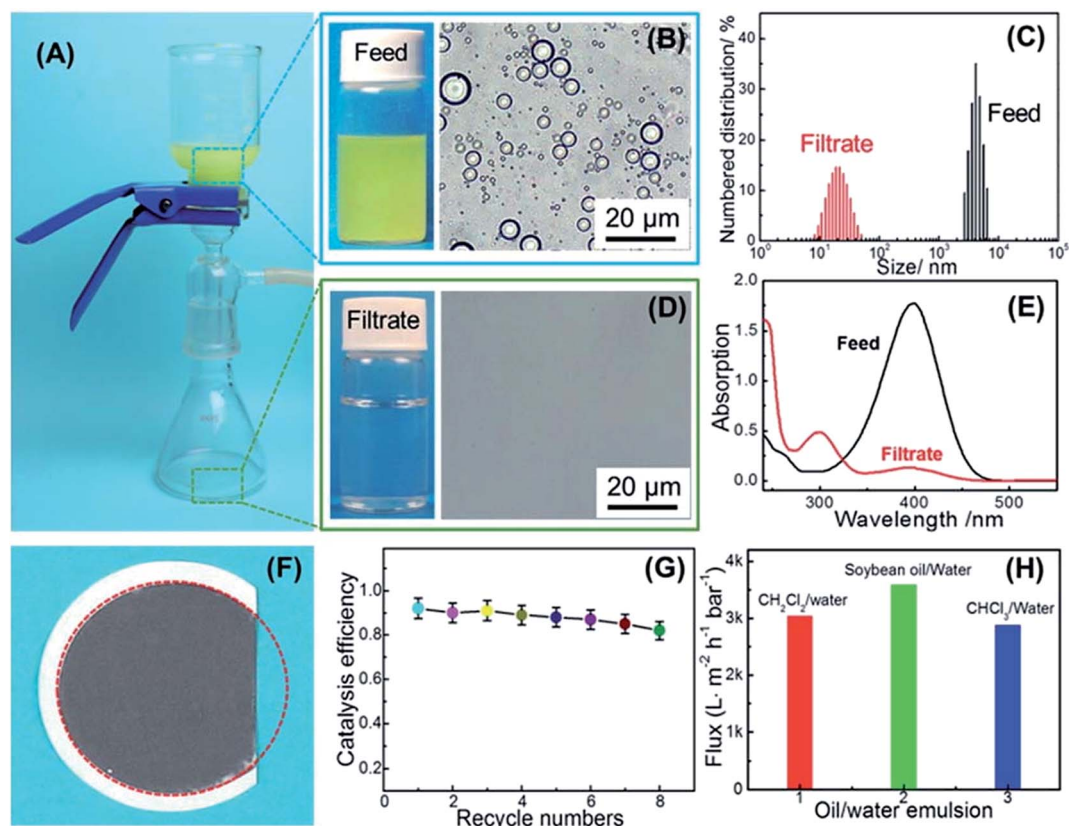 (A)
Feed
(B)
20 µm
(C)
Numbered distribution/ %
40
30
20
10
0
Filtrate
Feed
10⁰ 10¹ 10² 10³ 10⁴ 10⁵
Size/ nm
Filtrate
(D)
20 µm
(E)
Absorption
2.0
1.5
1.0
0.5
0.0
Feed
Filtrate
300 400 500
Wavelength /nm
(F)
(G)
Catalysis efficiency
1.0
0.8
0.6
0.4
0.2
0 2 4 6 8
Recycle numbers
(H)
Flux (L· m⁻² h⁻¹ bar⁻¹)
4k
3k
2k
1k
0
CH₂Cl₂/water
Soybean oil/Water
CHCl₃/Water
1 2 3
Oil/water emulsion